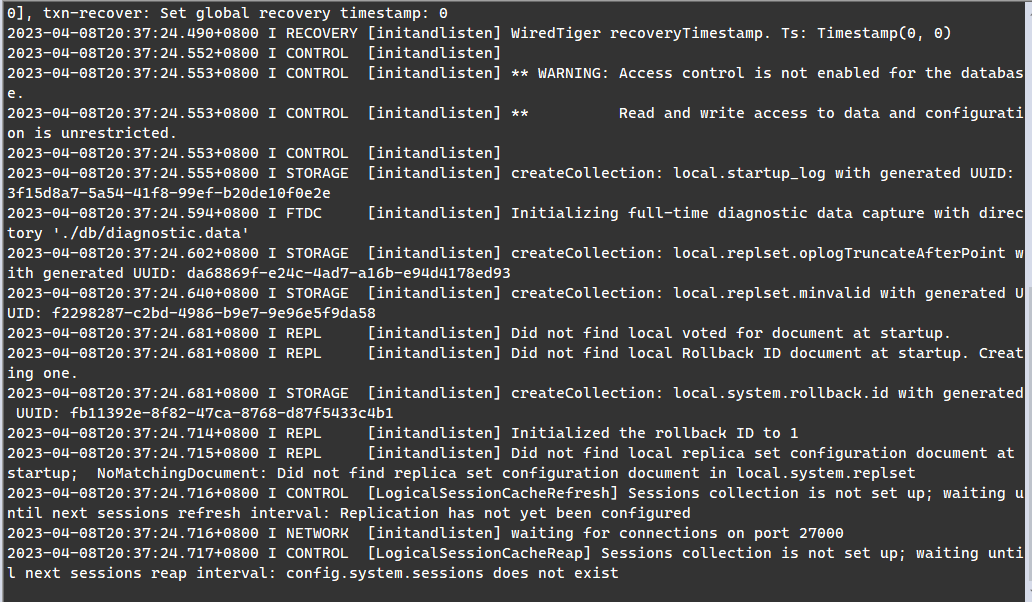 0], txn-recover: Set global recovery timestamp: 0
2023-04-08T20:37:24.490+0800 I RECOVERY [initandlisten] WiredTiger recoveryTimestamp. Ts: Timestamp(0, 0)
2023-04-08T20:37:24.552+0800 I CONTROL  [initandlisten]
2023-04-08T20:37:24.553+0800 I CONTROL  [initandlisten] ** WARNING: Access control is not enabled for the databas
e.
2023-04-08T20:37:24.553+0800 I CONTROL  [initandlisten] **          Read and write access to data and configurati
on is unrestricted.
2023-04-08T20:37:24.553+0800 I CONTROL  [initandlisten]
2023-04-08T20:37:24.555+0800 I STORAGE  [initandlisten] createCollection: local.startup_log with generated UUID:
3f15d8a7-5a54-41f8-99ef-b20de10f0e2e
2023-04-08T20:37:24.594+0800 I FTDC     [initandlisten] Initializing full-time diagnostic data capture with direc
tory './db/diagnostic.data'
2023-04-08T20:37:24.602+0800 I STORAGE  [initandlisten] createCollection: local.replset.oplogTruncateAfterPoint w
ith generated UUID: da68869f-e24c-4ad7-a16b-e94d4178ed93
2023-04-08T20:37:24.640+0800 I STORAGE  [initandlisten] createCollection: local.replset.minvalid with generated U
UID: f2298287-c2bd-4986-b9e7-9e96e5f9da58
2023-04-08T20:37:24.681+0800 I REPL     [initandlisten] Did not find local voted for document at startup.
2023-04-08T20:37:24.681+0800 I REPL     [initandlisten] Did not find local Rollback ID document at startup. Creat
ing one.
2023-04-08T20:37:24.681+0800 I STORAGE  [initandlisten] createCollection: local.system.rollback.id with generated
 UUID: fb11392e-8f82-47ca-8768-d87f5433c4b1
2023-04-08T20:37:24.714+0800 I REPL     [initandlisten] Initialized the rollback ID to 1
2023-04-08T20:37:24.715+0800 I REPL     [initandlisten] Did not find local replica set configuration document at
startup;  NoMatchingDocument: Did not find replica set configuration document in local.system.replset
2023-04-08T20:37:24.716+0800 I CONTROL  [LogicalSessionCacheRefresh] Sessions collection is not set up; waiting u
ntil next sessions refresh interval: Replication has not yet been configured
2023-04-08T20:37:24.716+0800 I NETWORK  [initandlisten] waiting for connections on port 27000
2023-04-08T20:37:24.717+0800 I CONTROL  [LogicalSessionCacheReap] Sessions collection is not set up; waiting unti
l next sessions reap interval: config.system.sessions does not exist